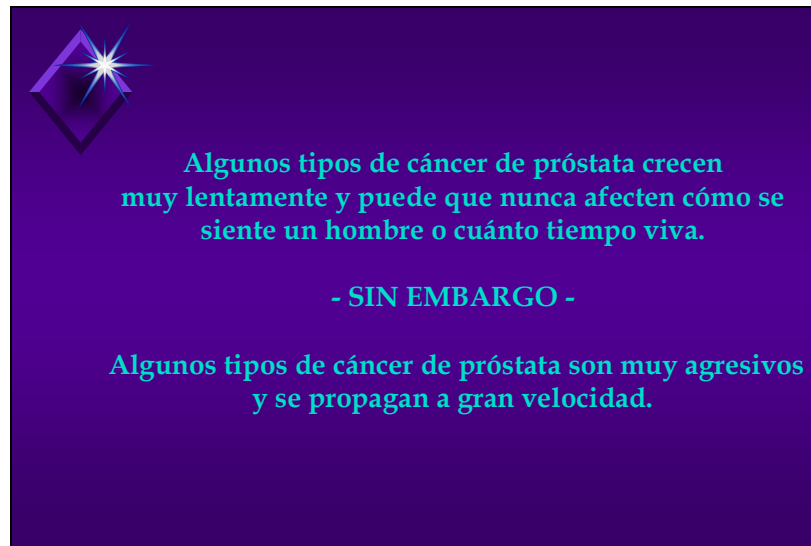 Algunos tipos de cáncer de próstata crecen
muy lentamente y puede que nunca afecten cómo se
siente un hombre o cuánto tiempo viva.
- SIN EMBARGO -
Algunos tipos de cáncer de próstata son muy agresivos
y se propagan a gran velocidad.